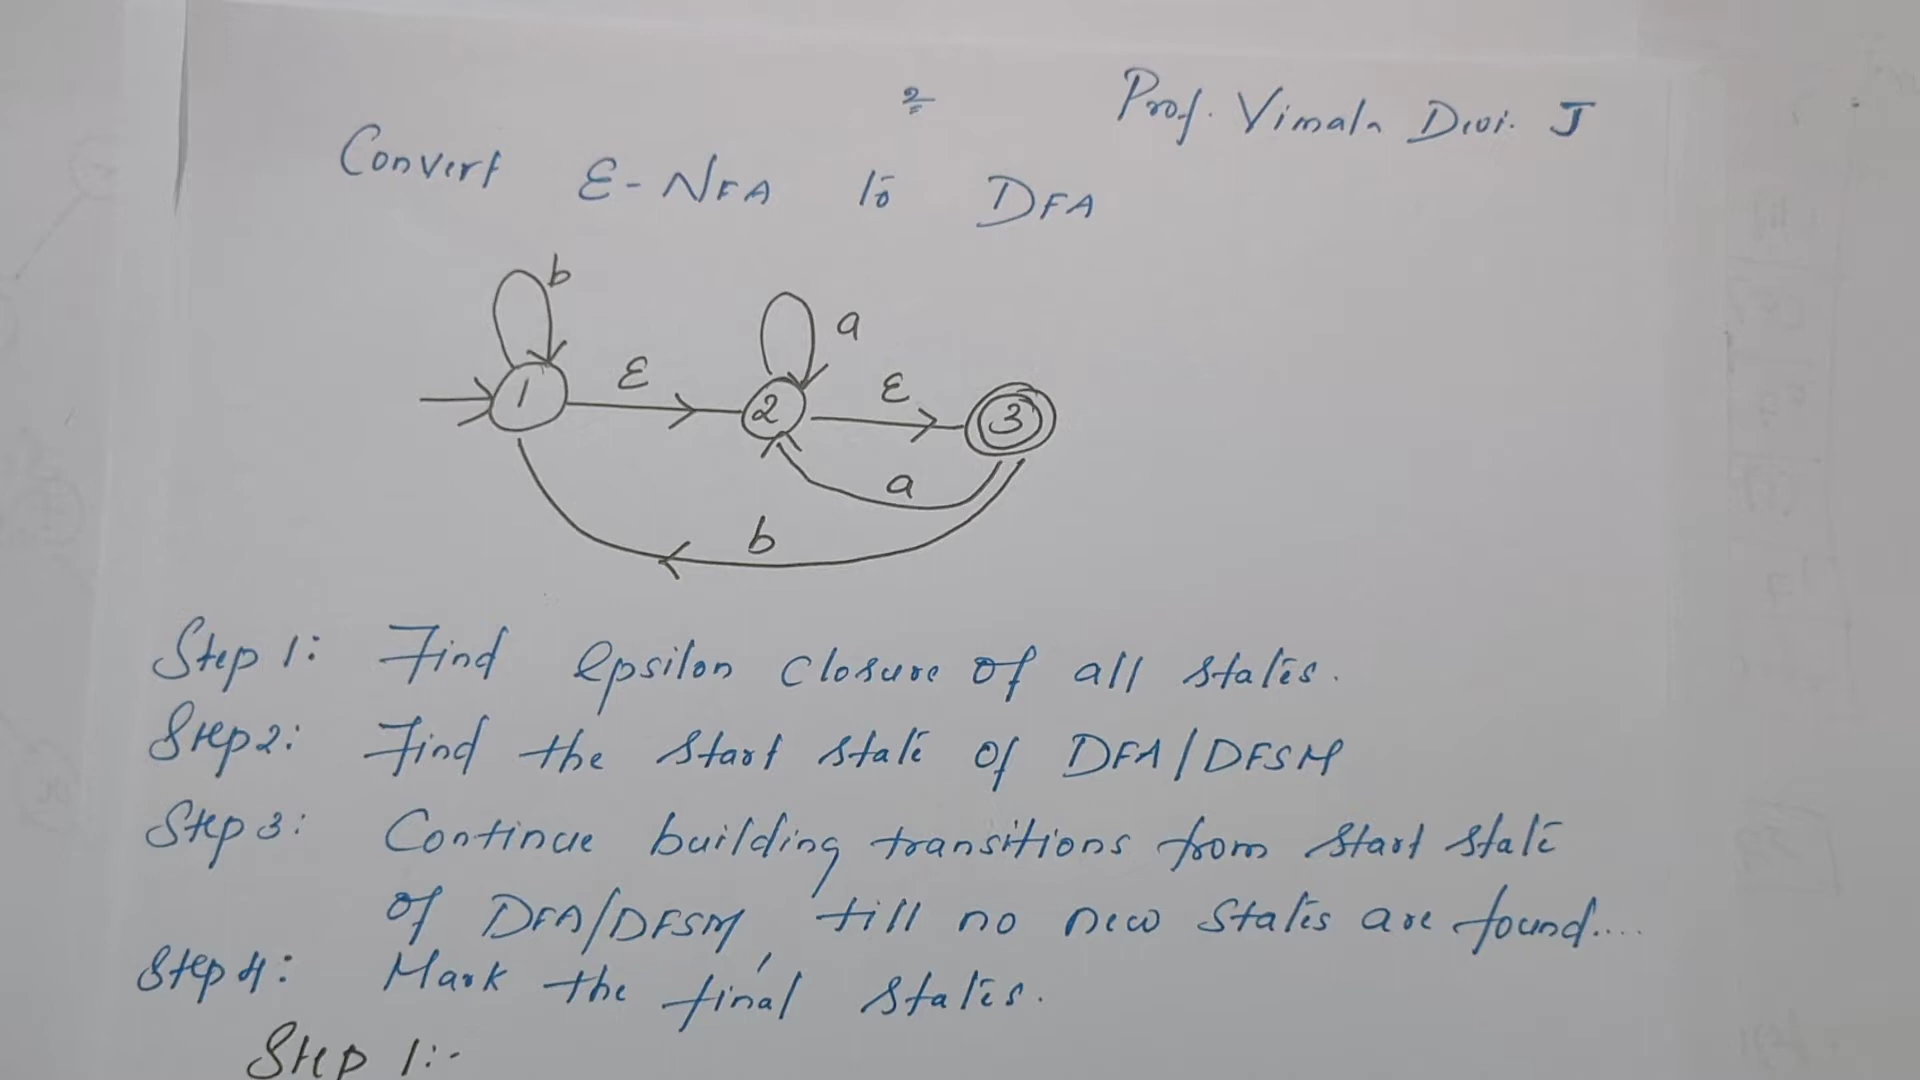 2
Prof. Vimala Devi. J
Convert ε-NFA to DFA
b
a
ε
ε
1
2
3
a
b
Step 1: Find Epsilon closure of all states.
Step 2: Find the start state of DFA/DFSM
Step 3: Continue building transitions from start state
of DFA/DFSM, till no new states are found....
Step 4: Mark the final states.
Step 1:-